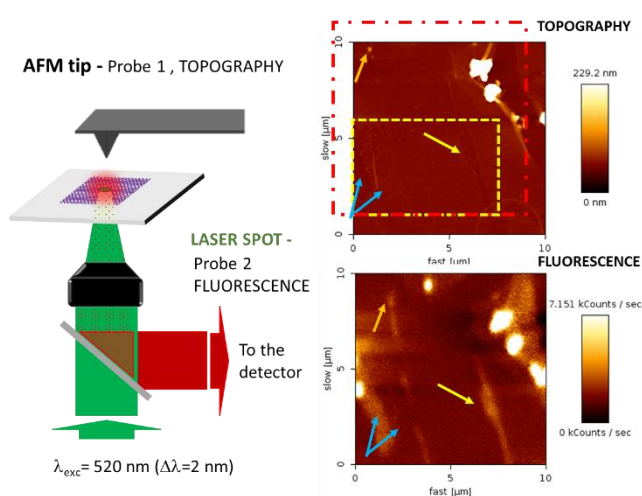 AFM tip - Probe 1 , TOPOGRAPHY
LASER SPOT -
Probe 2
FLUORESCENCE
To the
detector
λexc= 520 nm (Δλ=2 nm)
TOPOGRAPHY
10
5
0
slow [µm]
0
5
10
fast [µm]
229.2 nm
0 nm
FLUORESCENCE
10
5
0
slow [µm]
0
5
10
fast [µm]
7.151 kCounts / sec
0 kCounts / sec